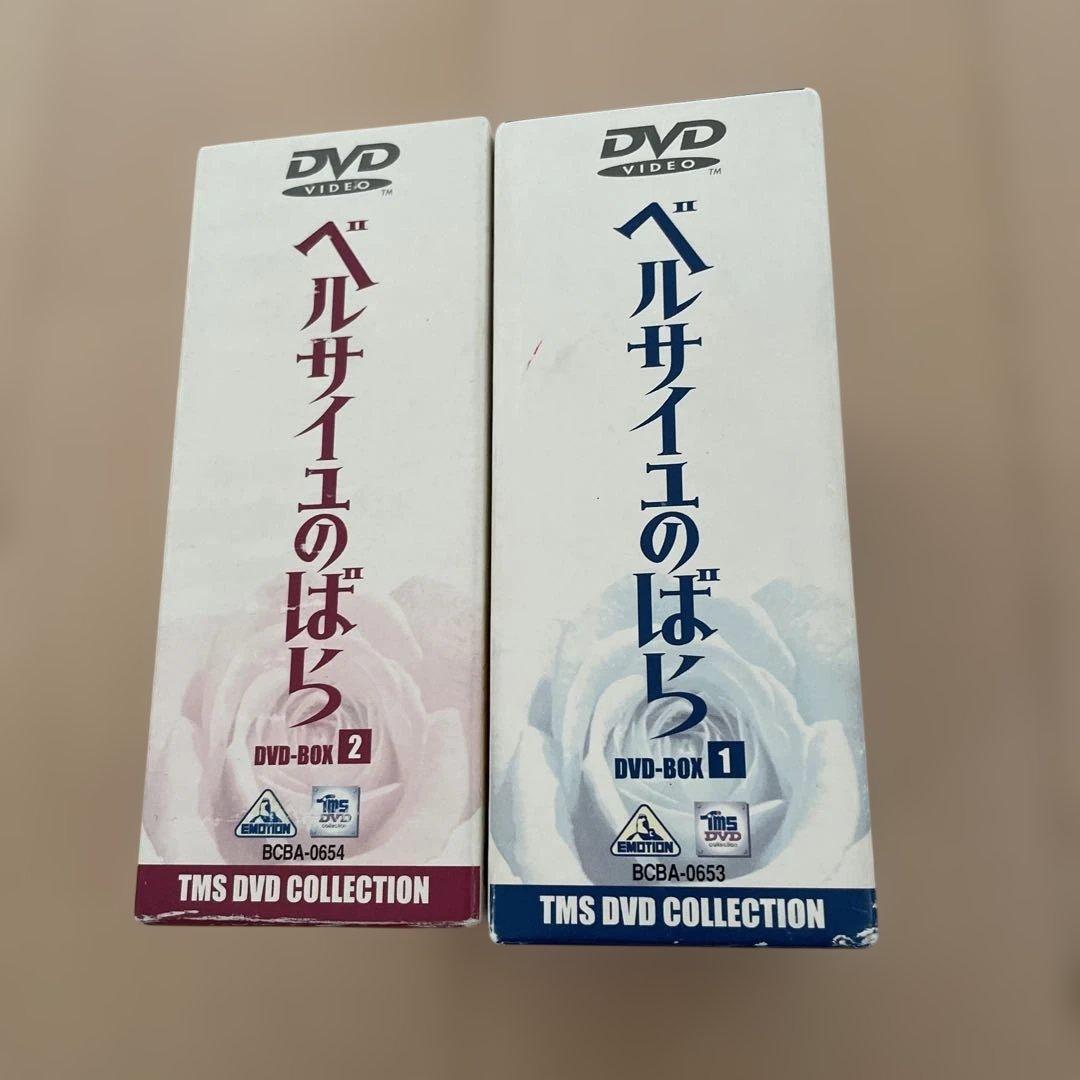 DVD
VIDEO TM
ベルサイユのばら
DVD-BOX 2
EMOTION
TMS
DVD
collection
BCBA-0654
TMS DVD COLLECTION
DVD
VIDEO TM
ベルサイユのばら
DVD-BOX 1
EMOTION
TMS
DVD
collection
BCBA-0653
TMS DVD COLLECTION